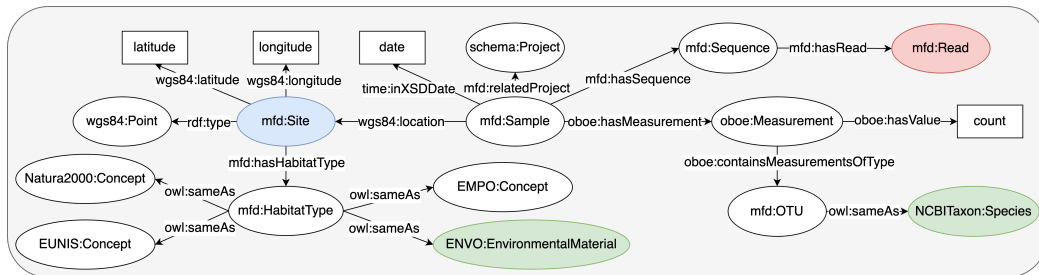 latitude
longitude
date
schema:Project
mfd:Sequence
mfd:hasRead
mfd:Read
wgs84:latitude
wgs84:longitude
time:inXSDDate
mfd:relatedProject
mfd:hasSequence
wgs84:Point
rdf:type
mfd:Site
wgs84:location
mfd:Sample
oboe:hasMeasurement
oboe:Measurement
oboe:hasValue
count
mfd:hasHabitatType
oboe:containsMeasurementsOfType
Natura2000:Concept
owl:sameAs
owl:sameAs
EMPO:Concept
mfd:HabitatType
mfd:OTU
owl:sameAs
NCBITaxon:Species
EUNIS:Concept
owl:sameAs
owl:sameAs
ENVO:EnvironmentalMaterial